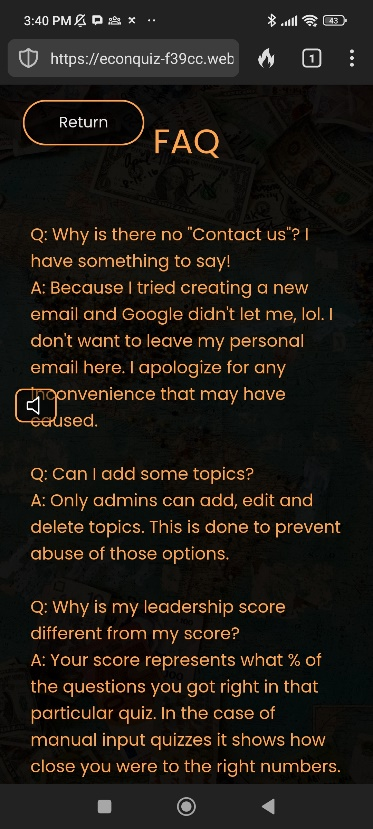 3:40 PM
43
https://econquiz-f39cc.web
1
Return
FAQ
Q: Why is there no "Contact us"? I
have something to say!
A: Because I tried creating a new
email and Google didn't let me, lol. I
don't want to leave my personal
email here. I apologize for any
inconvenience that may have
caused.
Q: Can I add some topics?
A: Only admins can add, edit and
delete topics. This is done to prevent
abuse of those options.
Q: Why is my leadership score
different from my score?
A: Your score represents what % of
the questions you got right in that
particular quiz. In the case of
manual input quizzes it shows how
close you were to the right numbers.